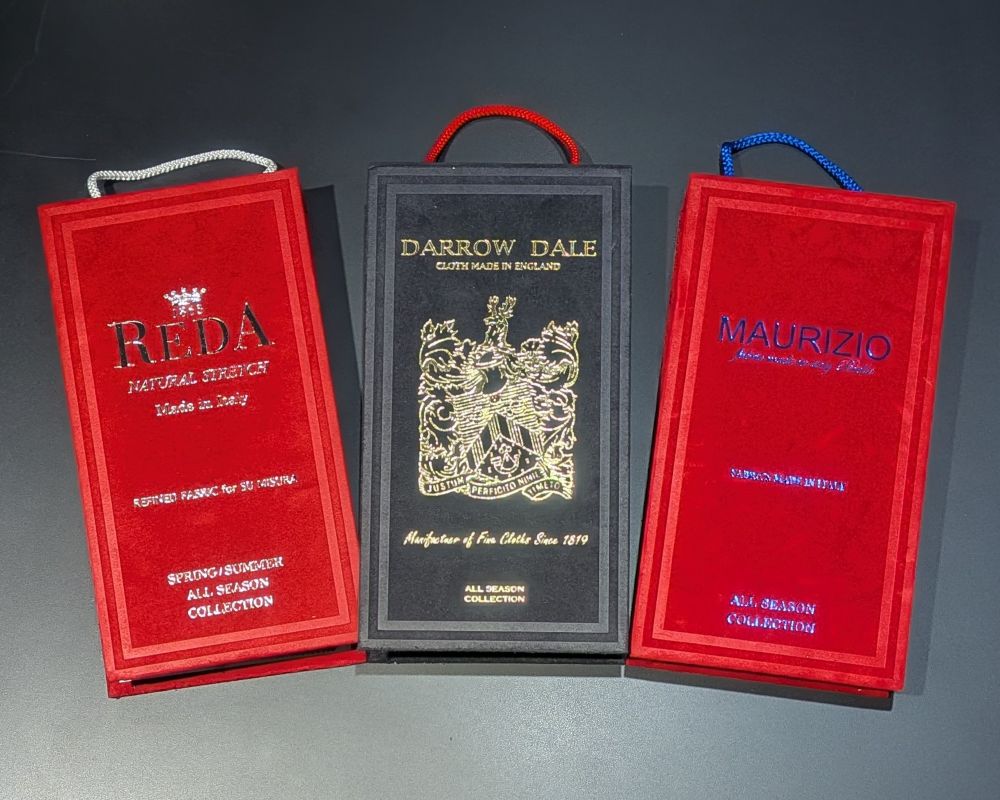 1865
REDA
NATURAL STRETCH
Made in Italy
REFINED FABRIC for SU MISURA
SPRING/SUMMER
ALL SEASON
COLLECTION
DARROW DALE
CLOTH MADE IN ENGLAND
JUSTUM PERFICITO NIHIL TIMETO
Manifactner of Five Cloths Since 1819
ALL SEASON
COLLECTION
MAURIZIO
FABRICS MADE IN ITALY
ALL SEASON
COLLECTION